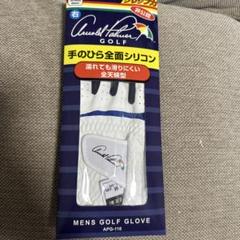 右
Arnold Palmer
GOLF
手のひら全面シリコン
濡れても滑りにくい
全天候型
MENS GOLF GLOVE
APG-116